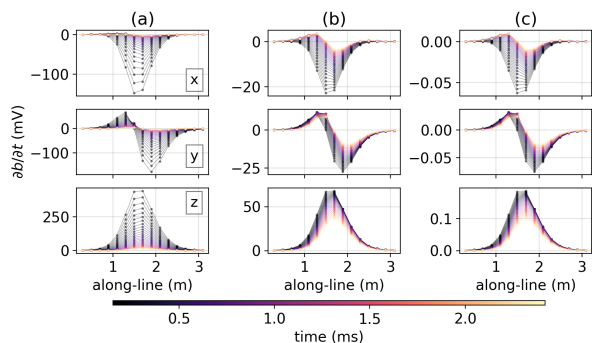 (a) (b) (c)
0 −100 x
0 −20
0.00 −0.05
∂b/∂t (mV)
0 −100 y
0 −25
0.00 −0.05
250 0 z
50 0
0.1 0.0
1 2 3 1 2 3 1 2 3
along-line (m) along-line (m) along-line (m)
0.5 1.0 1.5 2.0
time (ms)